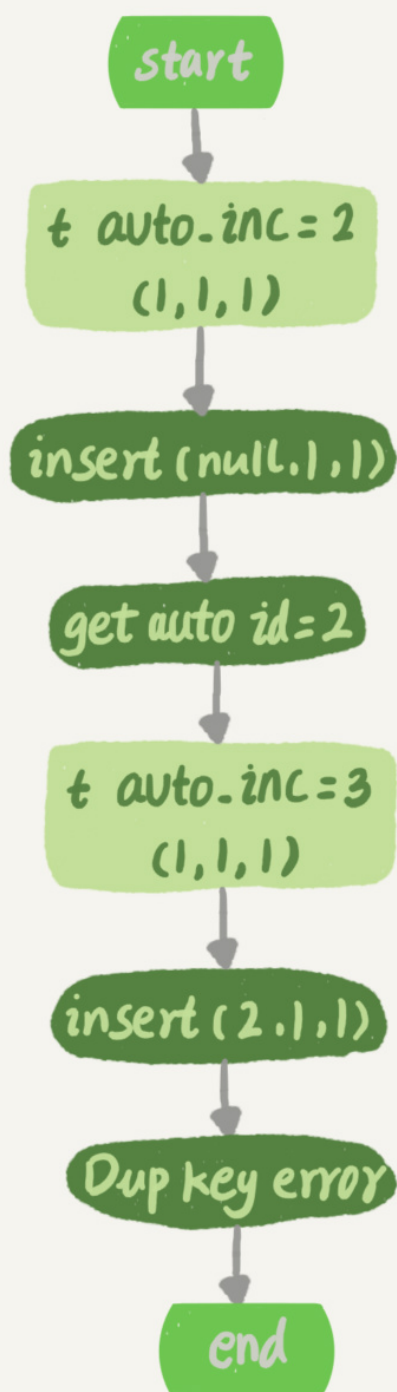 start
t auto_inc=2
(1,1,1)
insert(null.1,1)
get auto id=2
t auto_inc=3
(1,1,1)
insert(2.1,1)
Dup key error
end